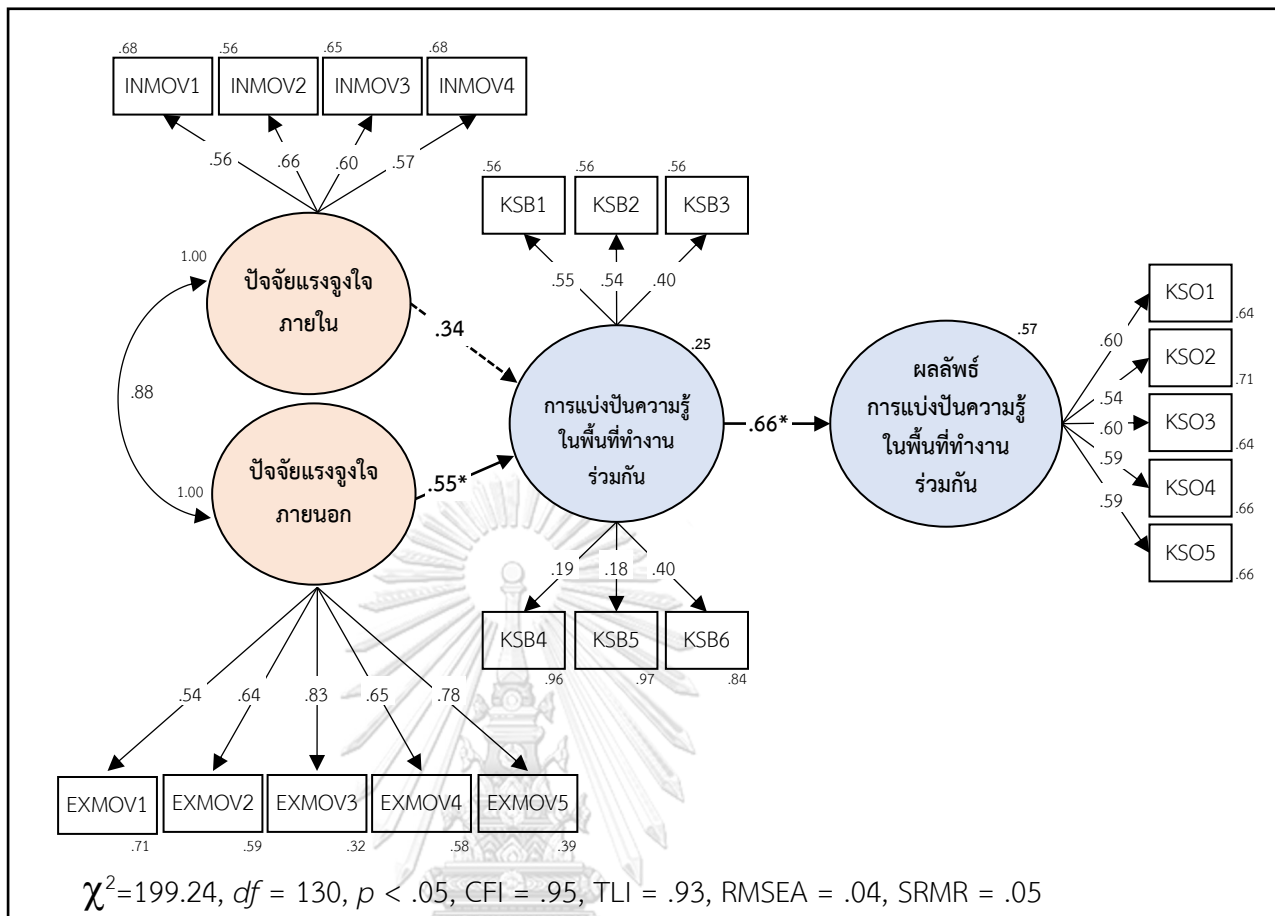 .68 .56 .65 .68
INMOV1 INMOV2 INMOV3 INMOV4
.56 .66 .60 .57
.56 .56 .56
KSB1 KSB2 KSB3
.55 .54 .40
1.00
ปัจจัยแรงจูงใจ
ภายใน
.34
.88
1.00
ปัจจัยแรงจูงใจ
ภายนอก
.55*
.25
การแบ่งปันความรู้
ในพื้นที่ทำงาน
ร่วมกัน
.66*
.57
ผลลัพธ์
การแบ่งปันความรู้
ในพื้นที่ทำงาน
ร่วมกัน
.60
.54
.60
.59
.59
KSO1
.64
KSO2
.71
KSO3
.64
KSO4
.66
KSO5
.66
.19 .18 .40
KSB4 KSB5 KSB6
.96 .97 .84
.54 .64 .83 .65 .78
EXMOV1 EXMOV2 EXMOV3 EXMOV4 EXMOV5
.71 .59 .32 .58 .39
χ²=199.24, df = 130, p < .05, CFI = .95, TLI = .93, RMSEA = .04, SRMR = .05